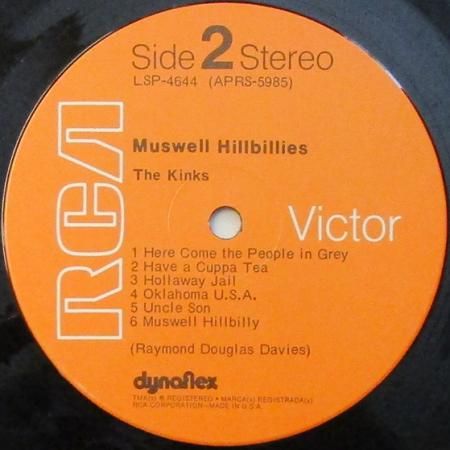 Side 2 Stereo
LSP-4644 (APRS-5985)
RCA
Muswell Hillbillies
The Kinks
Victor
1 Here Come the People in Grey
2 Have a Cuppa Tea
3 Hollaway Jail
4 Oklahoma U.S.A.
5 Uncle Son
6 Muswell Hillbilly
(Raymond Douglas Davies)
dynaflex
TMK(s) ® REGISTERED • MARCA(s) REGISTRADA(s)
RCA CORPORATION—MADE IN U.S.A.